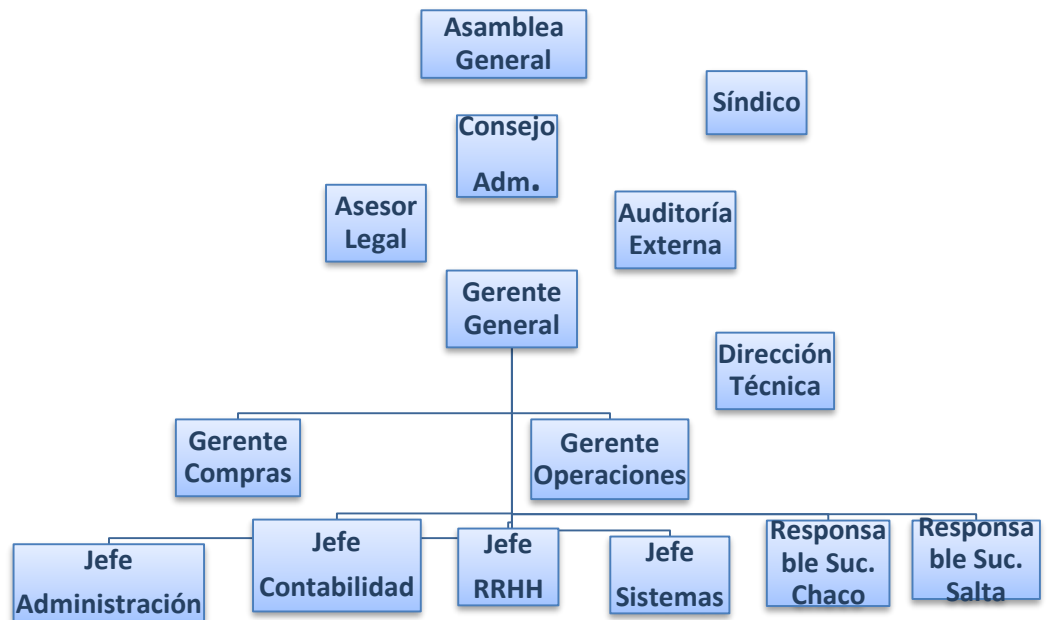 Asamblea
General
Síndico
Consejo
Adm.
Asesor
Legal
Auditoría
Externa
Gerente
General
Dirección
Técnica
Gerente
Compras
Gerente
Operaciones
Jefe
Administración
Jefe
Contabilidad
Jefe
RRHH
Jefe
Sistemas
Responsa
ble Suc.
Chaco
Responsa
ble Suc.
Salta